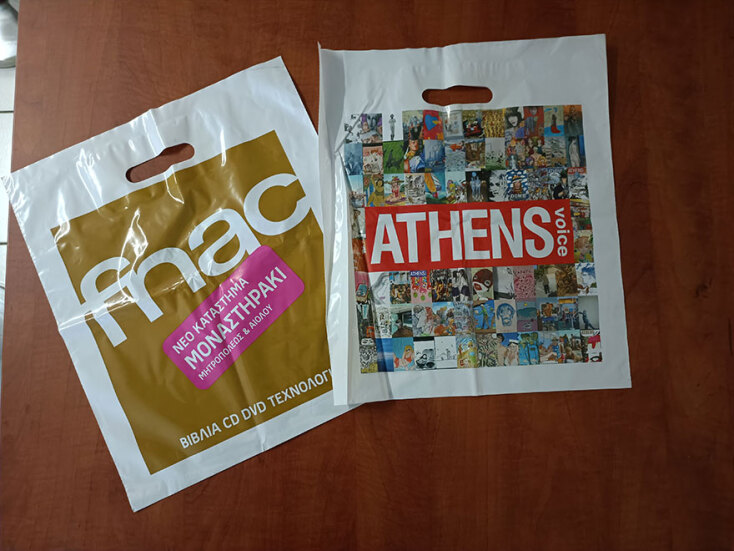 fnac
ΝΕΟ ΚΑΤΑΣΤΗΜΑ
ΜΟΝΑΣΤΗΡΑΚΙ
ΜΗΤΡΟΠΟΛΕΩΣ & ΑΙΟΛΟΥ
ΒΙΒΛΙΑ CD DVD ΤΕΧΝΟΛΟΓΙ
ATHENS
voice